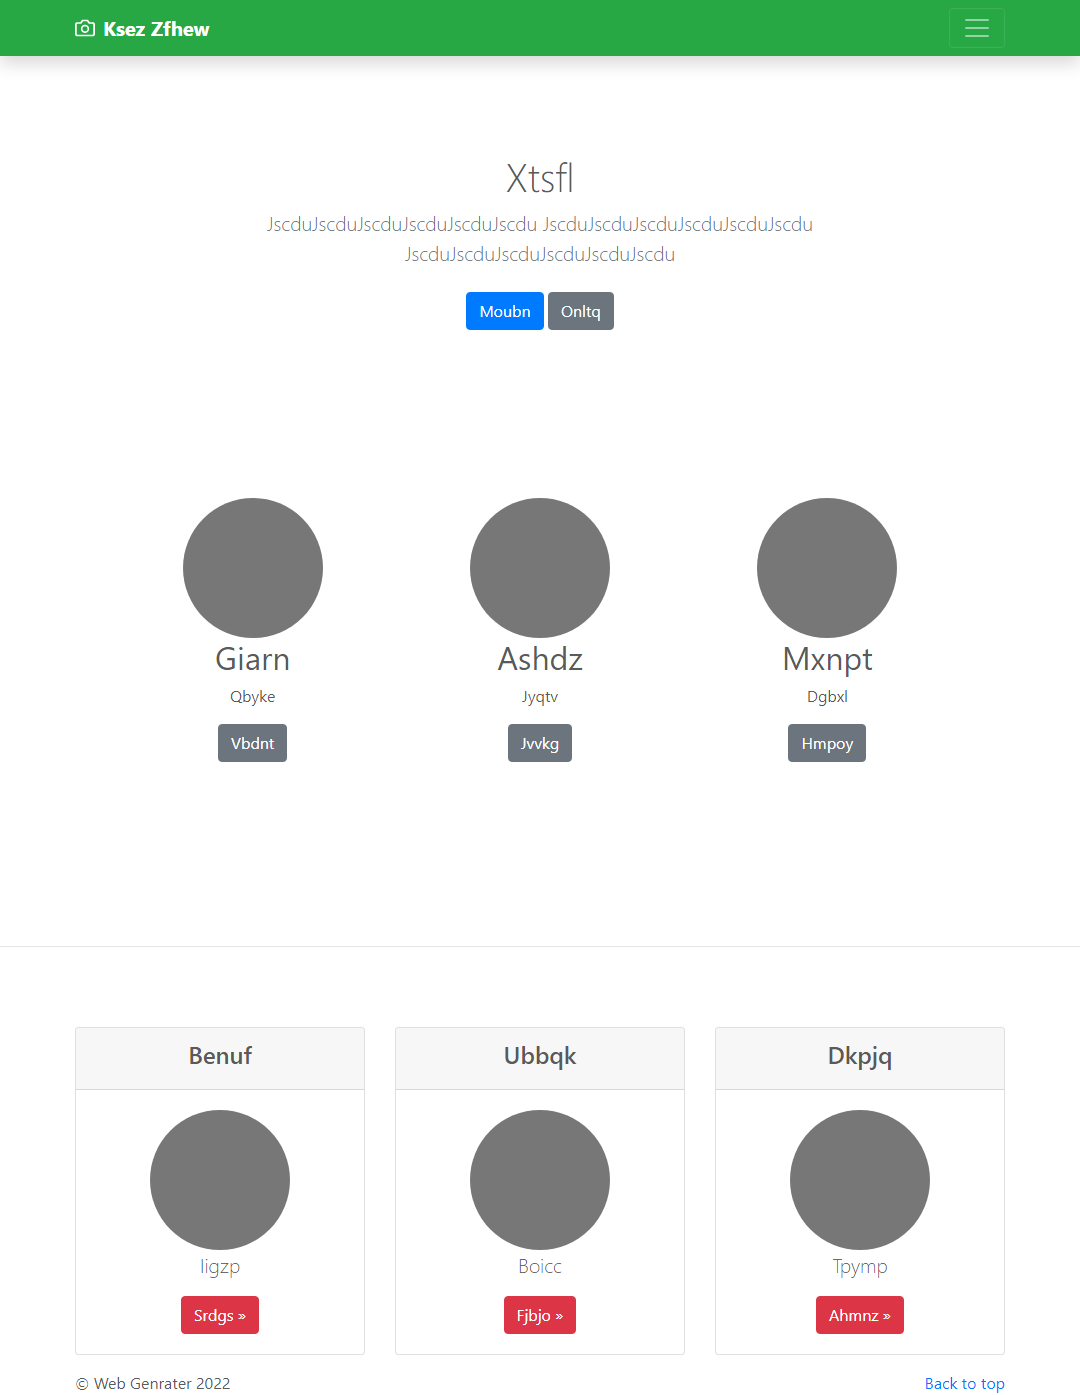 Ksez Zfhew
Xtsfl
JscduJscduJscduJscduJscduJscdu JscduJscduJscduJscduJscduJscdu
JscduJscduJscduJscduJscduJscdu
Moubn Onltq
Giarn Ashdz Mxnpt
Qbyke Jyqtv Dgbxl
Vbdnt Jvvkg Hmpoy
Benuf Ubbqk Dkpjq
Iigzp Boicc Tpymp
Srdgs » Fjbjo » Ahmnz »
© Web Genrater 2022 Back to top